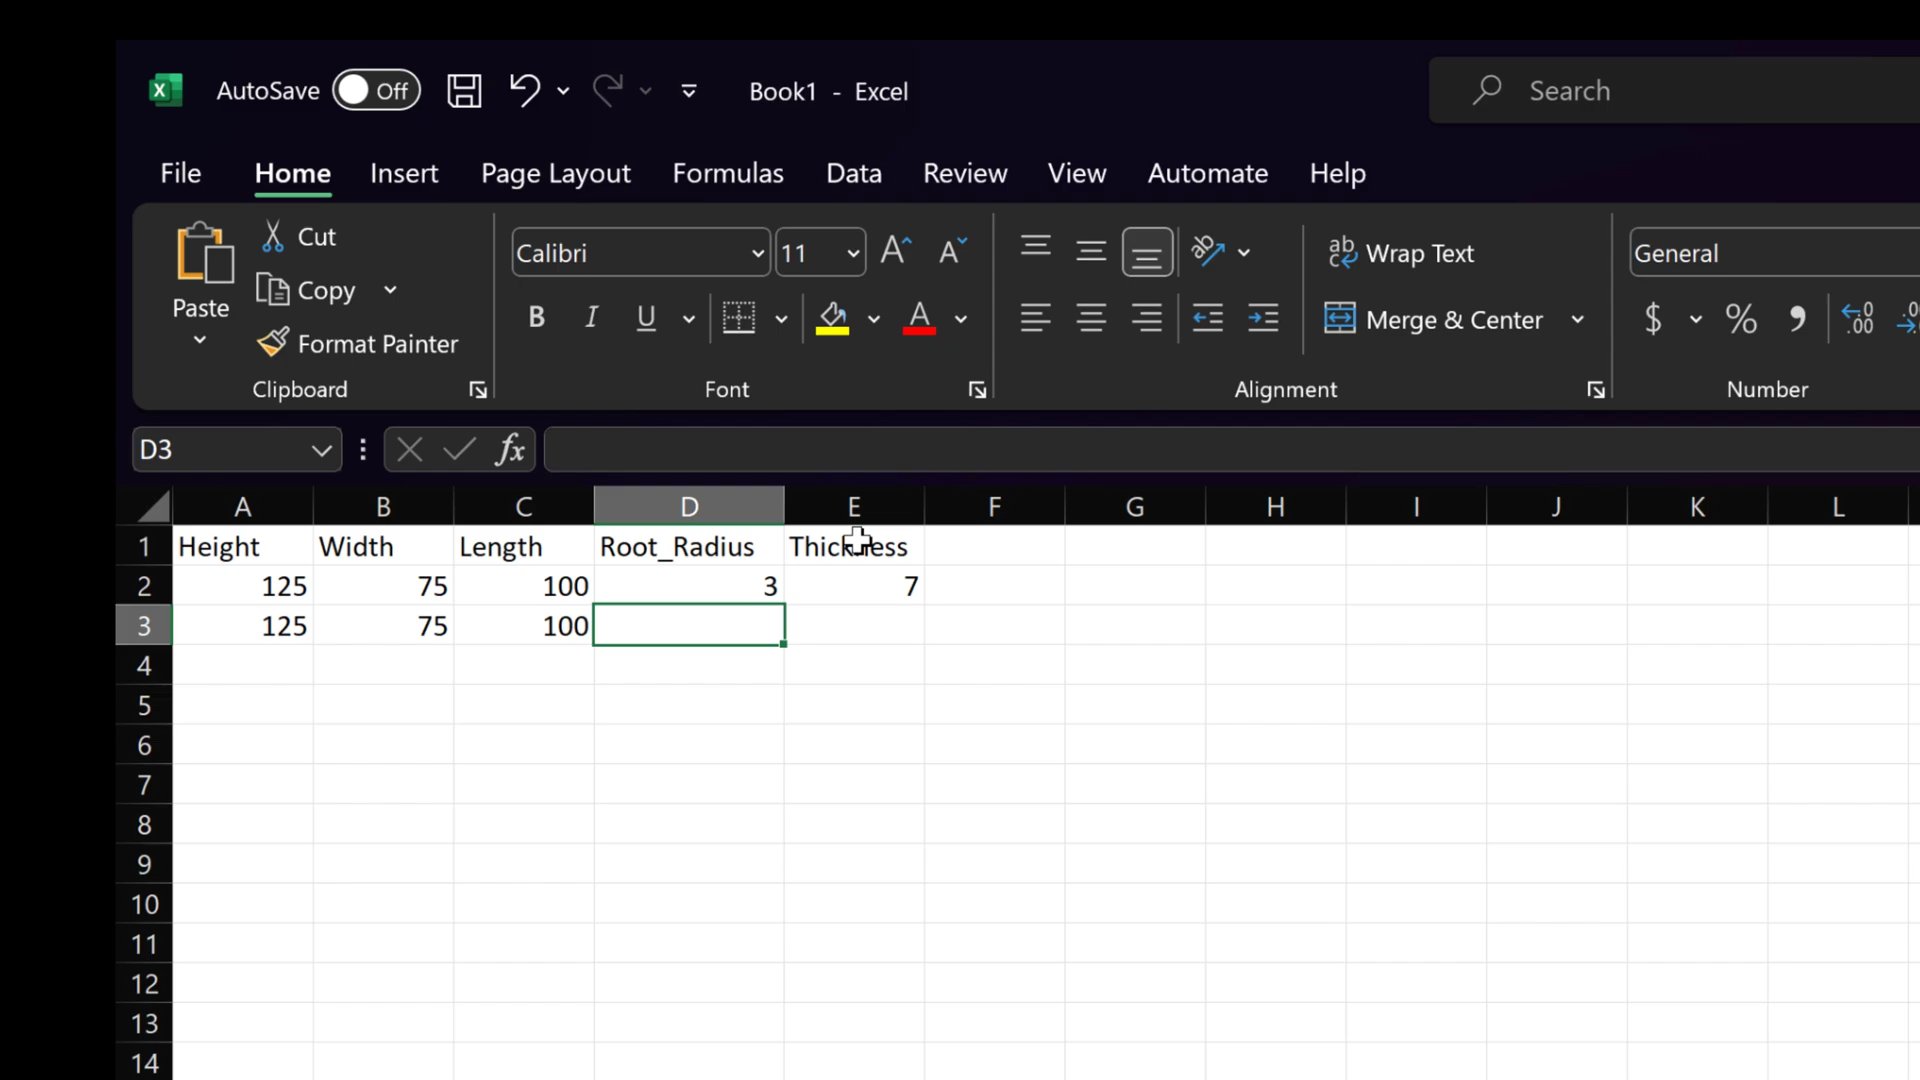 AutoSave Off Book1 - Excel Search
File Home Insert Page Layout Formulas Data Review View Automate Help
Paste Cut Copy Format Painter
Clipboard
Calibri 11
B I U A
Font
Wrap Text
Merge & Center
Alignment
General
$ % , .00
Number
D3 fx
A B C D E F G H I J K L
1 Height Width Length Root_Radius Thickness
2 125 75 100 3 7
3 125 75 100
4
5
6
7
8
9
10
11
12
13
14